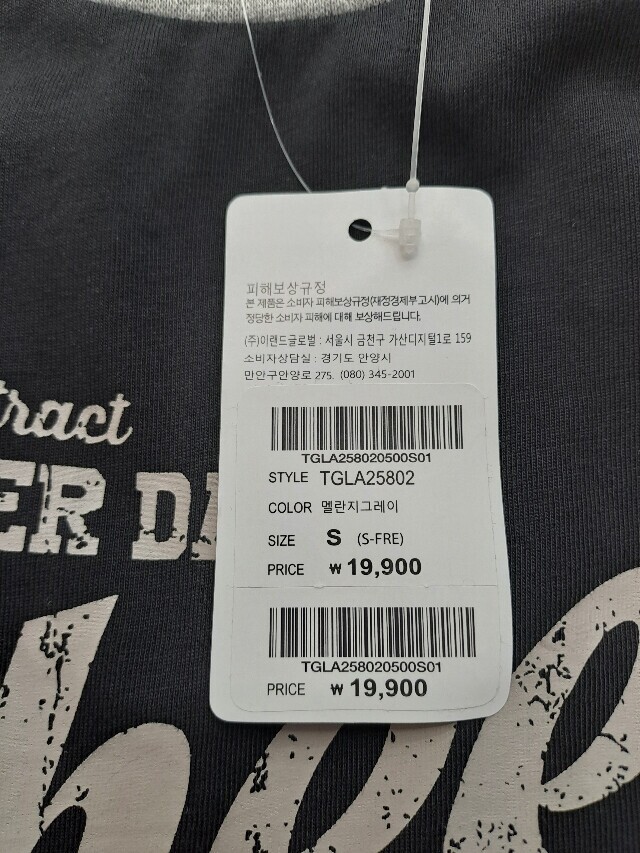 피해보상규정
본 제품은 소비자 피해보상규정(재정경제부고시)에 의거
정당한 소비자 피해에 대해 보상해드립니다.
(주)이랜드글로벌 : 서울시 금천구 가산디지털1로 159
소비자상담실 : 경기도 안양시
만안구안양로 275. (080) 345-2001
tract
ER DA
TGLA258020500S01
STYLE TGLA25802
COLOR 멜란지그레이
SIZE S (S-FRE)
PRICE ₩ 19,900
TGLA258020500S01
PRICE ₩ 19,900